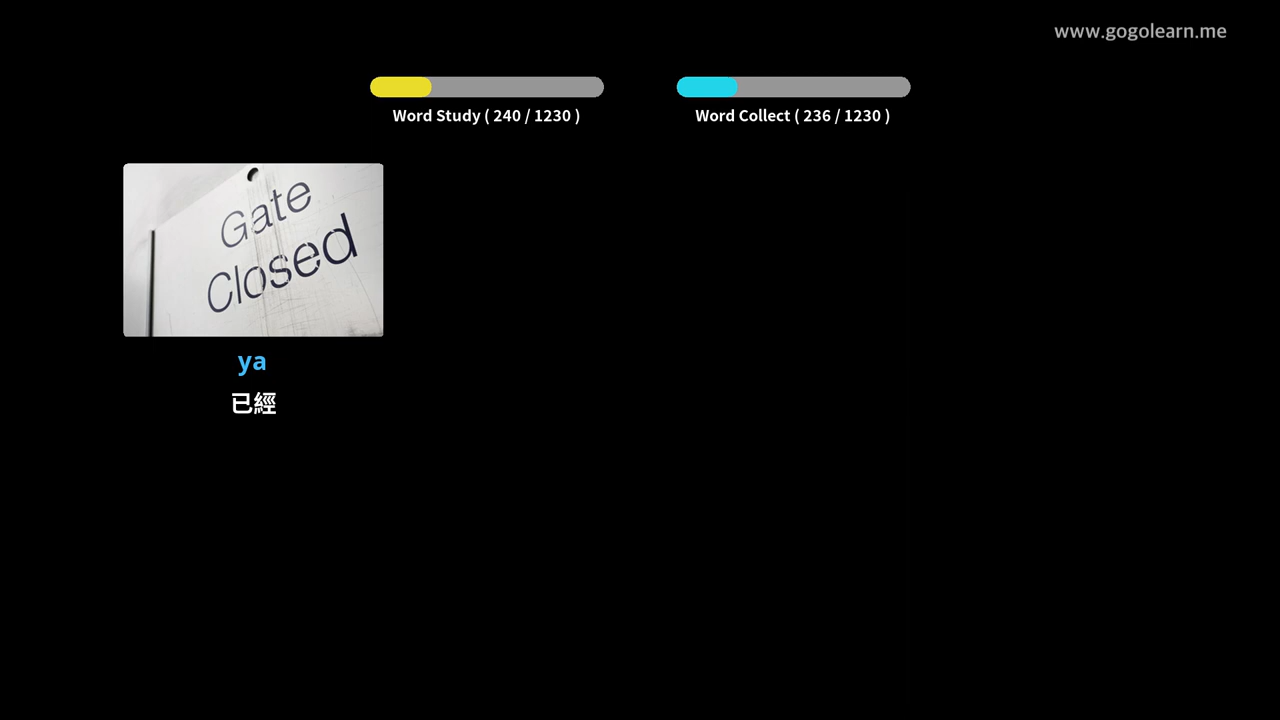 www.gogolearn.me
Word Study ( 240 / 1230 )
Word Collect ( 236 / 1230 )
Gate
Closed
ya
已經